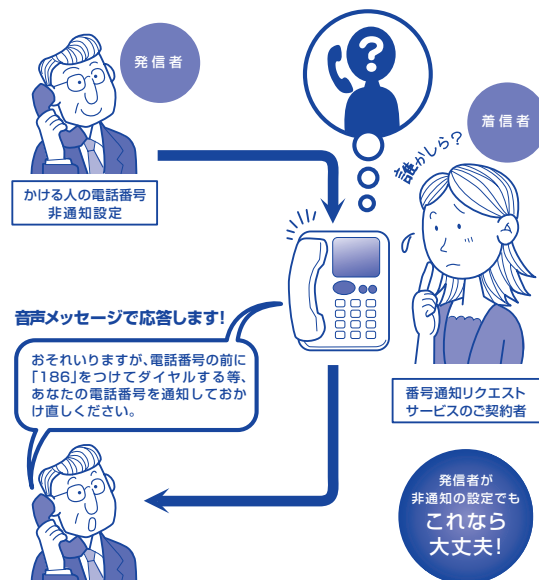 発信者
?
着信者
誰かしら?
かける人の電話番号
非通知設定
音声メッセージで応答します!
おそれいりますが、電話番号の前に
「186」をつけてダイヤルする等、
あなたの電話番号を通知しておか
け直しください。
番号通知リクエスト
サービスのご契約者
発信者が
非通知の設定でも
これなら
大丈夫!